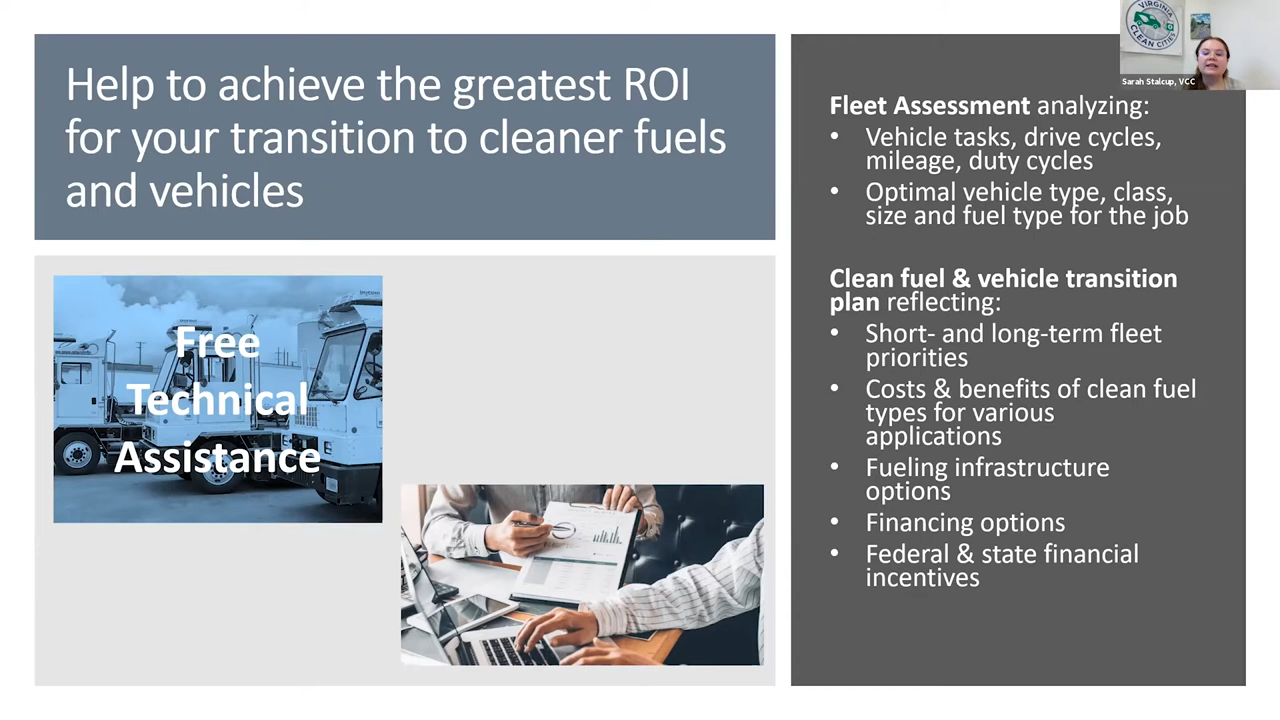 Help to achieve the greatest ROI
for your transition to cleaner fuels
and vehicles
Free
Technical
Assistance
VIRGINIA
CLEAN CITIES
Sarah Stalcup, VCC
Fleet Assessment analyzing:
• Vehicle tasks, drive cycles,
mileage, duty cycles
• Optimal vehicle type, class,
size and fuel type for the job
Clean fuel & vehicle transition
plan reflecting:
• Short- and long-term fleet
priorities
• Costs & benefits of clean fuel
types for various
applications
• Fueling infrastructure
options
• Financing options
• Federal & state financial
incentives